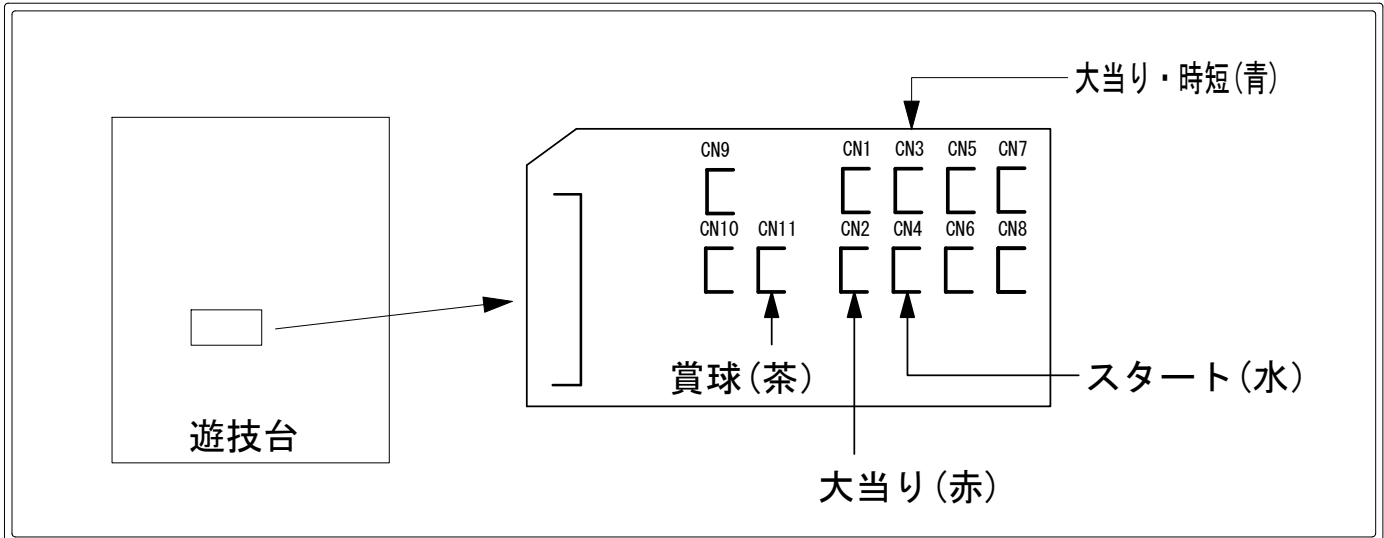 大当り・時短(青)
CN9 CN1 CN3 CN5 CN7
CN10 CN11 CN2 CN4 CN6 CN8
賞球(茶)
スタート(水)
遊技台
大当り(赤)